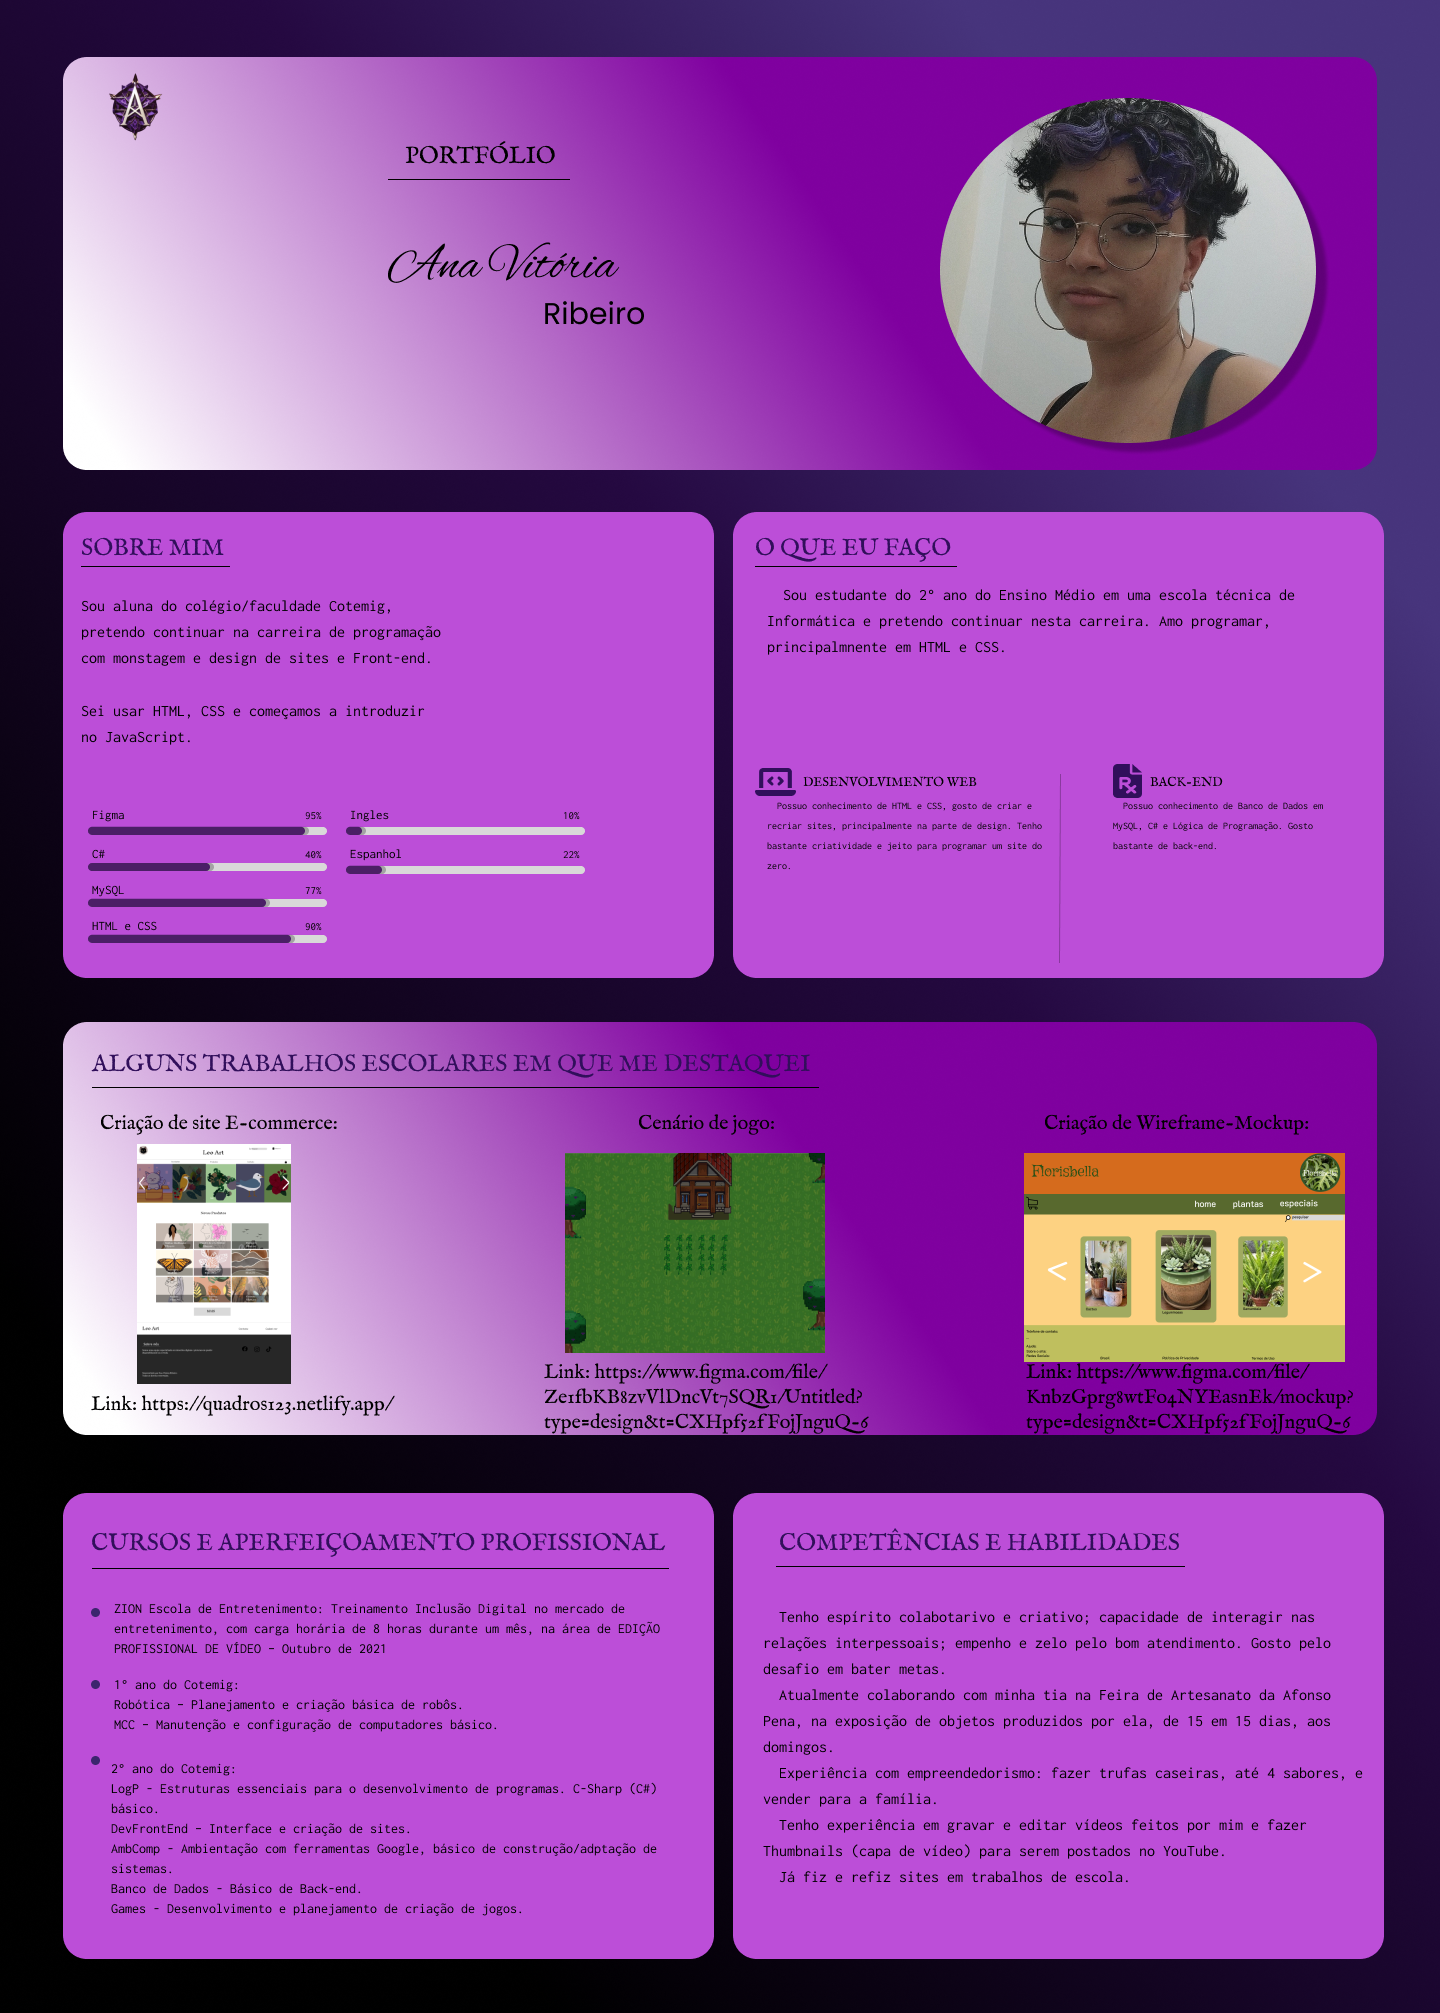 A
PORTFÓLIO
Ana Vitória
Ribeiro
SOBRE MIM
Sou aluna do colégio/faculdade Cotemig,
pretendo continuar na carreira de programação
com monstagem e design de sites e Front-end.
Sei usar HTML, CSS e começamos a introduzir
no JavaScript.
Figma 95%
C# 40%
MySQL 77%
HTML e CSS 90%
Ingles 10%
Espanhol 22%
O QUE EU FAÇO
Sou estudante do 2° ano do Ensino Médio em uma escola técnica de
Informática e pretendo continuar nesta carreira. Amo programar,
principalmnente em HTML e CSS.
DESENVOLVIMENTO WEB
Possuo conhecimento de HTML e CSS, gosto de criar e
recriar sites, principalmente na parte de design. Tenho
bastante criatividade e jeito para programar um site do
zero.
BACK-END
Possuo conhecimento de Banco de Dados em
MySQL, C# e Lógica de Programação. Gosto
bastante de back-end.
ALGUNS TRABALHOS ESCOLARES EM QUE ME DESTAQUEI
Criação de site E-commerce:
Leo Art
Leo Art
Link: https://quadros123.netlify.app/
Cenário de jogo:
Link: https://www.figma.com/file/
Ze1fbKB8zvVlDncVt7SQR1/Untitled?
type=design&t=CXHpf52fFojJnguQ-6
Criação de Wireframe-Mockup:
Florisbella
home plantas especiais
pesquisar
Link: https://www.figma.com/file/
KnbzGprg8wtFo4NYEasnEk/mockup?
type=design&t=CXHpf52fFojJnguQ-6
CURSOS E APERFEIÇOAMENTO PROFISSIONAL
ZION Escola de Entretenimento: Treinamento Inclusão Digital no mercado de
entretenimento, com carga horária de 8 horas durante um mês, na área de EDIÇÃO
PROFISSIONAL DE VÍDEO – Outubro de 2021
1° ano do Cotemig:
Robótica – Planejamento e criação básica de robôs.
MCC – Manutenção e configuração de computadores básico.
2° ano do Cotemig:
LogP - Estruturas essenciais para o desenvolvimento de programas. C-Sharp (C#)
básico.
DevFrontEnd – Interface e criação de sites.
AmbComp - Ambientação com ferramentas Google, básico de construção/adptação de
sistemas.
Banco de Dados - Básico de Back-end.
Games - Desenvolvimento e planejamento de criação de jogos.
COMPETÊNCIAS E HABILIDADES
Tenho espírito colabotarivo e criativo; capacidade de interagir nas
relações interpessoais; empenho e zelo pelo bom atendimento. Gosto pelo
desafio em bater metas.
Atualmente colaborando com minha tia na Feira de Artesanato da Afonso
Pena, na exposição de objetos produzidos por ela, de 15 em 15 dias, aos
domingos.
Experiência com empreendedorismo: fazer trufas caseiras, até 4 sabores, e
vender para a família.
Tenho experiência em gravar e editar vídeos feitos por mim e fazer
Thumbnails (capa de vídeo) para serem postados no YouTube.
Já fiz e refiz sites em trabalhos de escola.